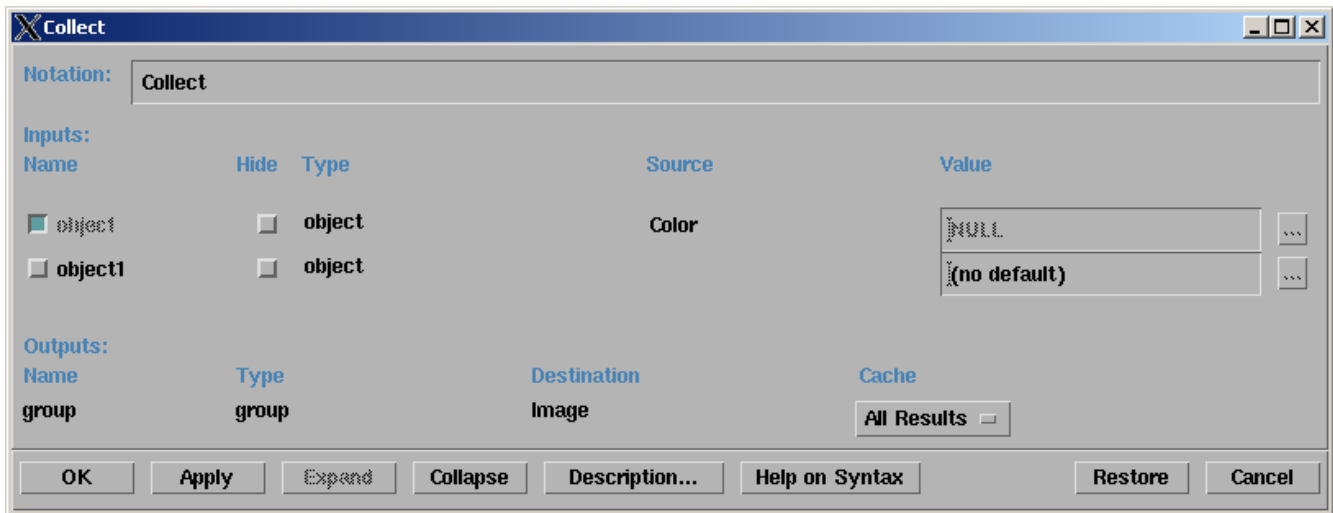 Collect
Notation: Collect
Inputs:
Name Hide Type Source Value
object object Color NULL ...
object1 object (no default) ...
Outputs:
Name Type Destination Cache
group group Image All Results
OK Apply Expand Collapse Description... Help on Syntax Restore Cancel